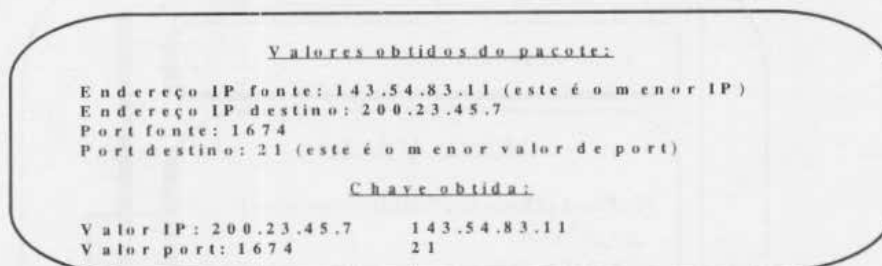 Valores obtidos do pacote:
Endereço IP fonte: 143.54.83.11 (este é o menor IP)
Endereço IP destino: 200.23.45.7
Port fonte: 1674
Port destino: 21 (este é o menor valor de port)
Chave obtida:
Valor IP: 200.23.45.7 143.54.83.11
Valor port: 1674 21